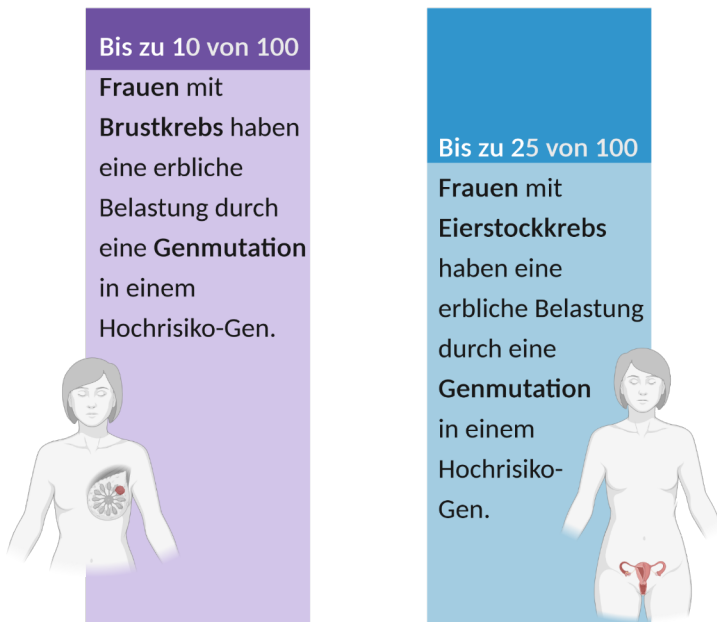 Bis zu 10 von 100
Frauen mit
Brustkrebs haben
eine erbliche
Belastung durch
eine Genmutation
in einem
Hochrisiko-Gen.
Bis zu 25 von 100
Frauen mit
Eierstockkrebs
haben eine
erbliche Belastung
durch eine
Genmutation
in einem
Hochrisiko-
Gen.